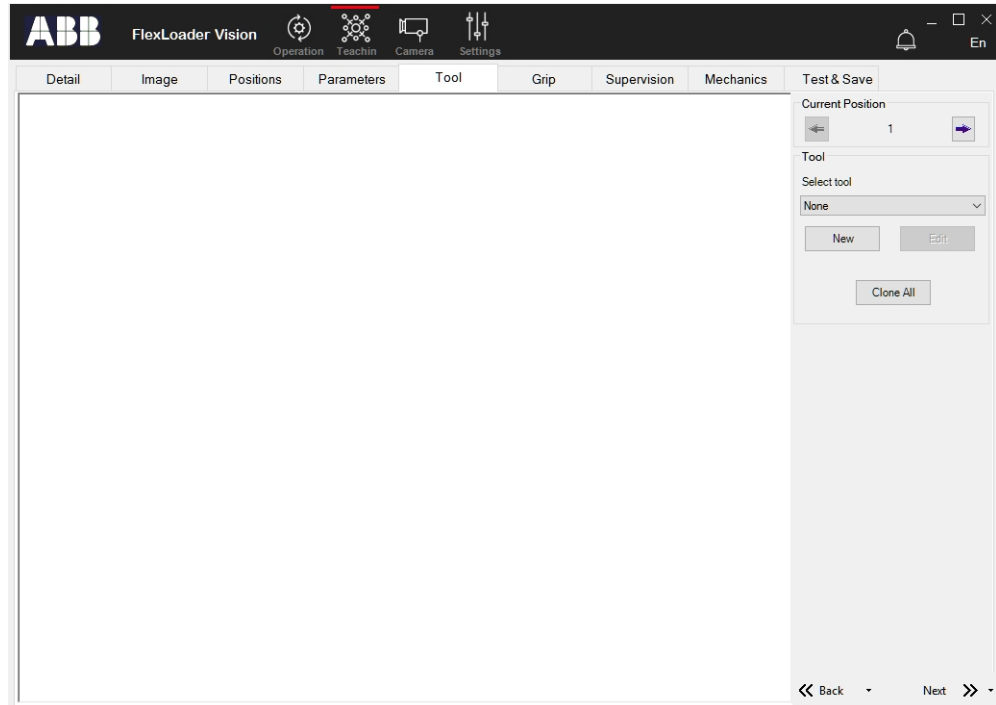 ABB FlexLoader Vision
Operation Teachin Camera Settings
En
Detail Image Positions Parameters Tool Grip Supervision Mechanics Test & Save
Current Position
1
Tool
Select tool
None
New Edit
Clone All
Back Next